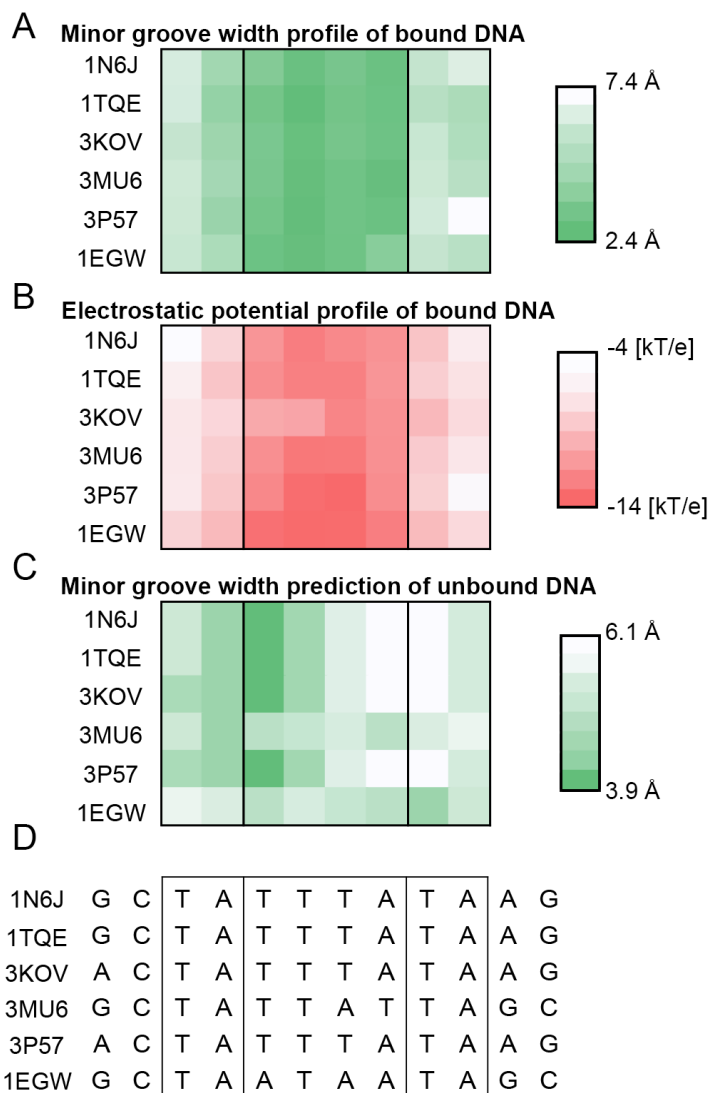 A
Minor groove width profile of bound DNA
1N6J
1TQE
3KOV
3MU6
3P57
1EGW
7.4 Å
2.4 Å
B
Electrostatic potential profile of bound DNA
1N6J
1TQE
3KOV
3MU6
3P57
1EGW
-4 [kT/e]
-14 [kT/e]
C
Minor groove width prediction of unbound DNA
1N6J
1TQE
3KOV
3MU6
3P57
1EGW
6.1 Å
3.9 Å
D
1N6J G C T A T T T A T A A G
1TQE G C T A T T T A T A A G
3KOV A C T A T T T A T A A G
3MU6 G C T A T T A T T A G C
3P57 A C T A T T T A T A A G
1EGW G C T A A T A A T A G C